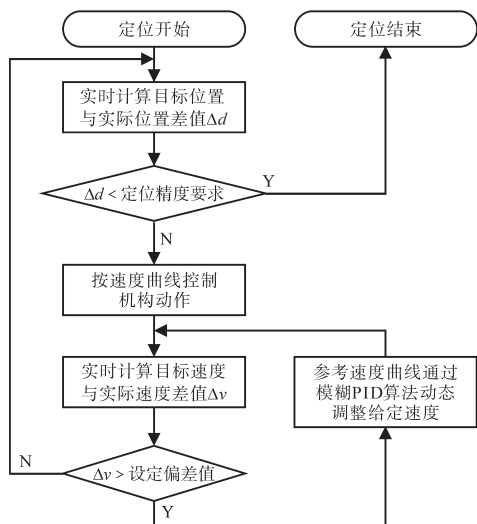 定位开始
定位结束
实时计算目标位置
与实际位置差值Δd
Δd < 定位精度要求
Y
N
按速度曲线控制
机构动作
实时计算目标速度
与实际速度差值Δv
参考速度曲线通过
模糊PID算法动态
调整给定速度
N
Δv > 设定偏差值
Y